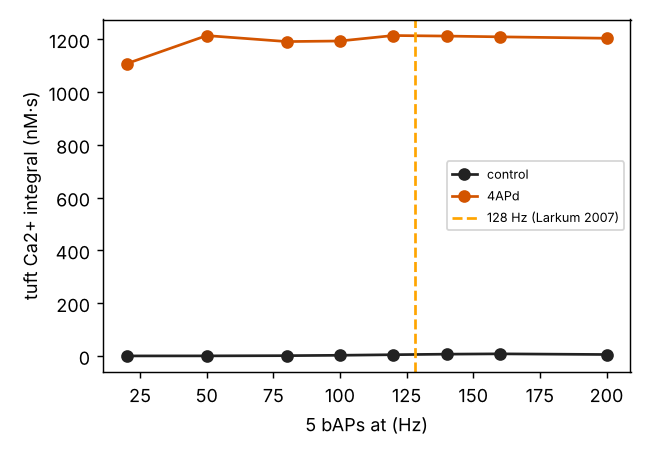 1200
1000
800
600
400
200
0
tuft Ca2+ integral (nM·s)
control
4APd
128 Hz (Larkum 2007)
25 50 75 100 125 150 175 200
5 bAPs at (Hz)